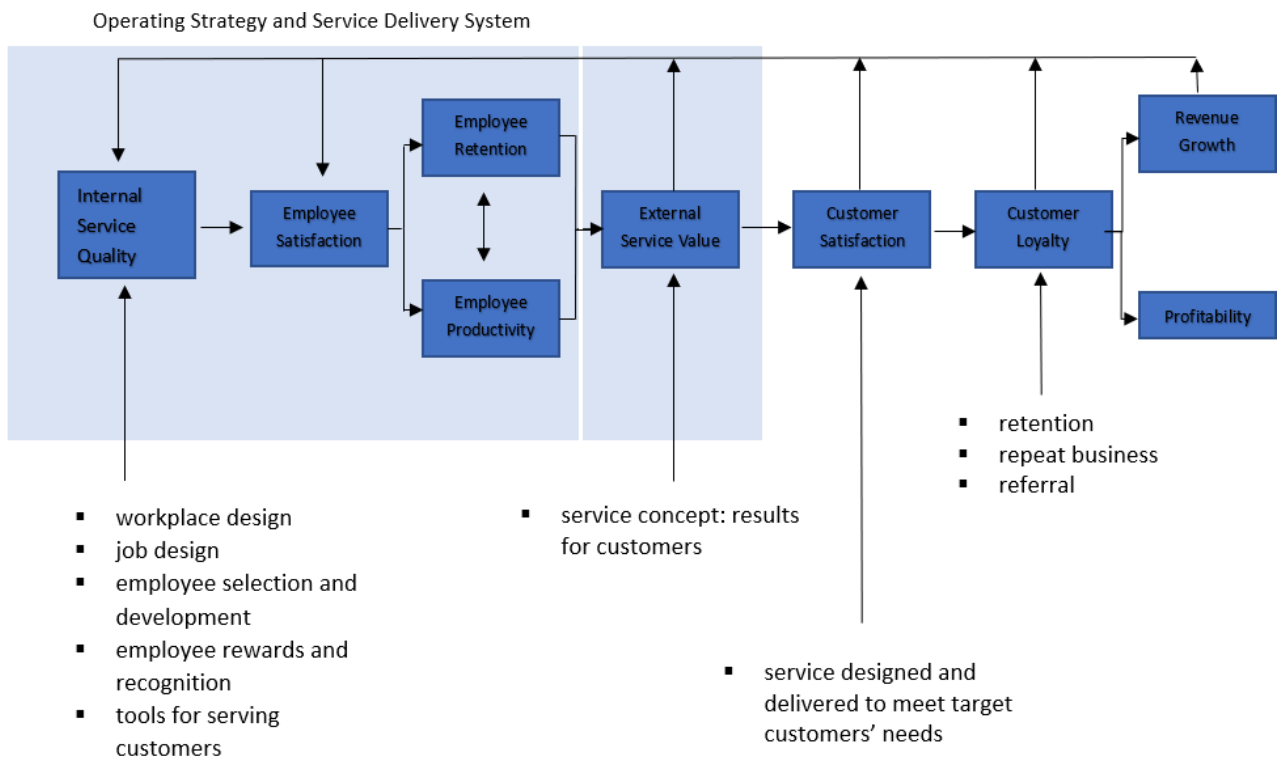 Operating Strategy and Service Delivery System
Employee
Retention
Revenue
Growth
Internal
Service
Quality
Employee
Satisfaction
External
Service Value
Customer
Satisfaction
Customer
Loyalty
Employee
Productivity
Profitability
▪ retention
▪ repeat business
▪ referral
▪ workplace design
▪ job design
▪ employee selection and
development
▪ employee rewards and
recognition
▪ tools for serving
customers
▪ service concept: results
for customers
▪ service designed and
delivered to meet target
customers’ needs